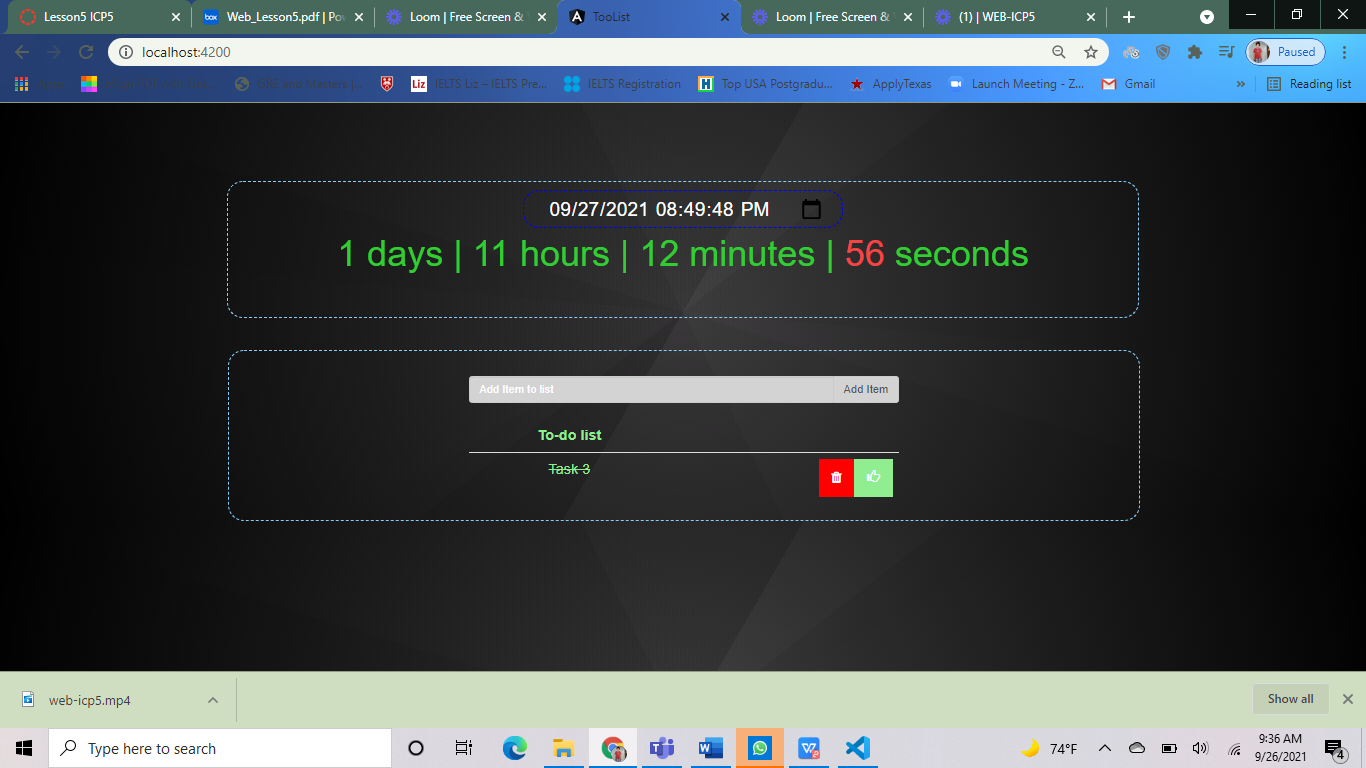 Lesson5 ICP5
Web_Lesson5.pdf | Po
Loom | Free Screen &
TooList
Loom | Free Screen &
(1) | WEB-ICP5
localhost:4200
Paused
Liz
IELTS Liz – IELTS Pre...
IELTS Registration
Top USA Postgradu...
ApplyTexas
Launch Meeting - Z...
Gmail
»
Reading list
09/27/2021 08:49:48 PM
1 days | 11 hours | 12 minutes | 56 seconds
Add Item to list
Add Item
To-do list
Task 3
web-icp5.mp4
Show all
Type here to search
74°F
9:36 AM
9/26/2021
4